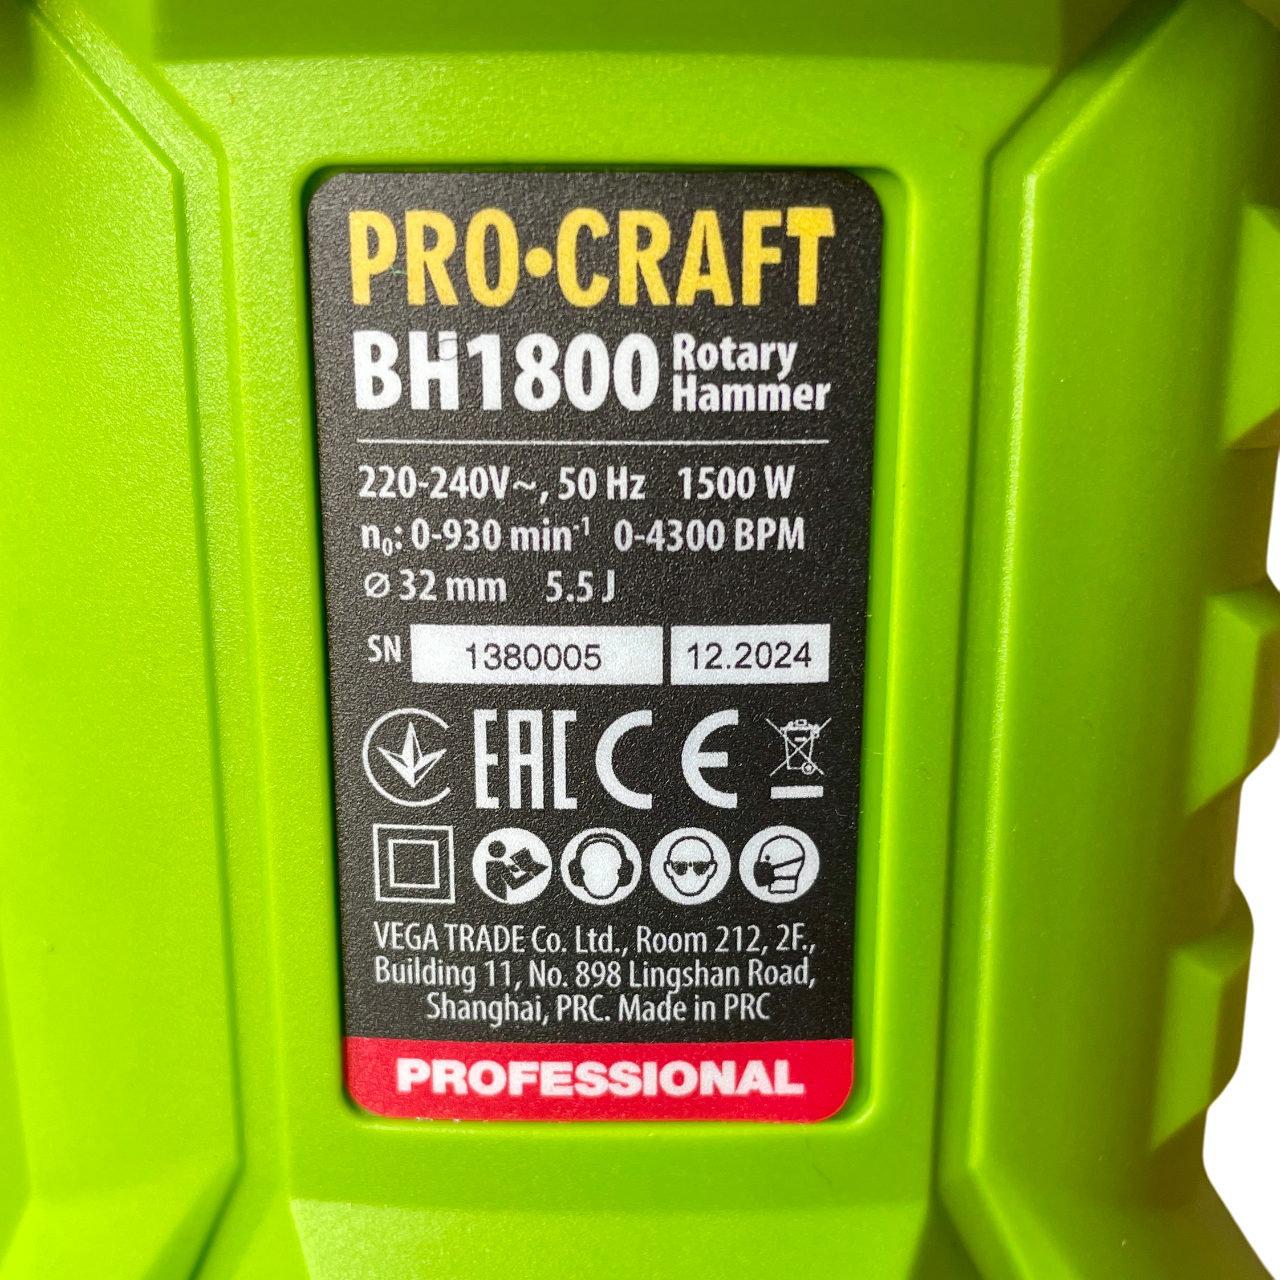 PRO·CRAFT
BH1800 Rotary Hammer
220-240V~, 50 Hz 1500 W
n₀: 0-930 min⁻¹ 0-4300 BPM
⌀ 32 mm 5.5 J
SN 1380005 12.2024
EAC CE
VEGA TRADE Co. Ltd., Room 212, 2F.,
Building 11, No. 898 Lingshan Road,
Shanghai, PRC. Made in PRC
PROFESSIONAL